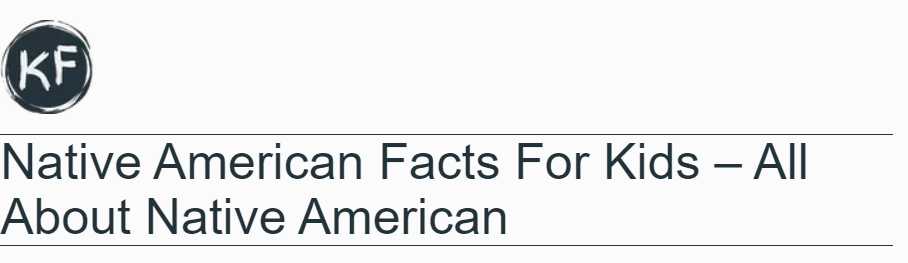 KF
Native American Facts For Kids – All
About Native American